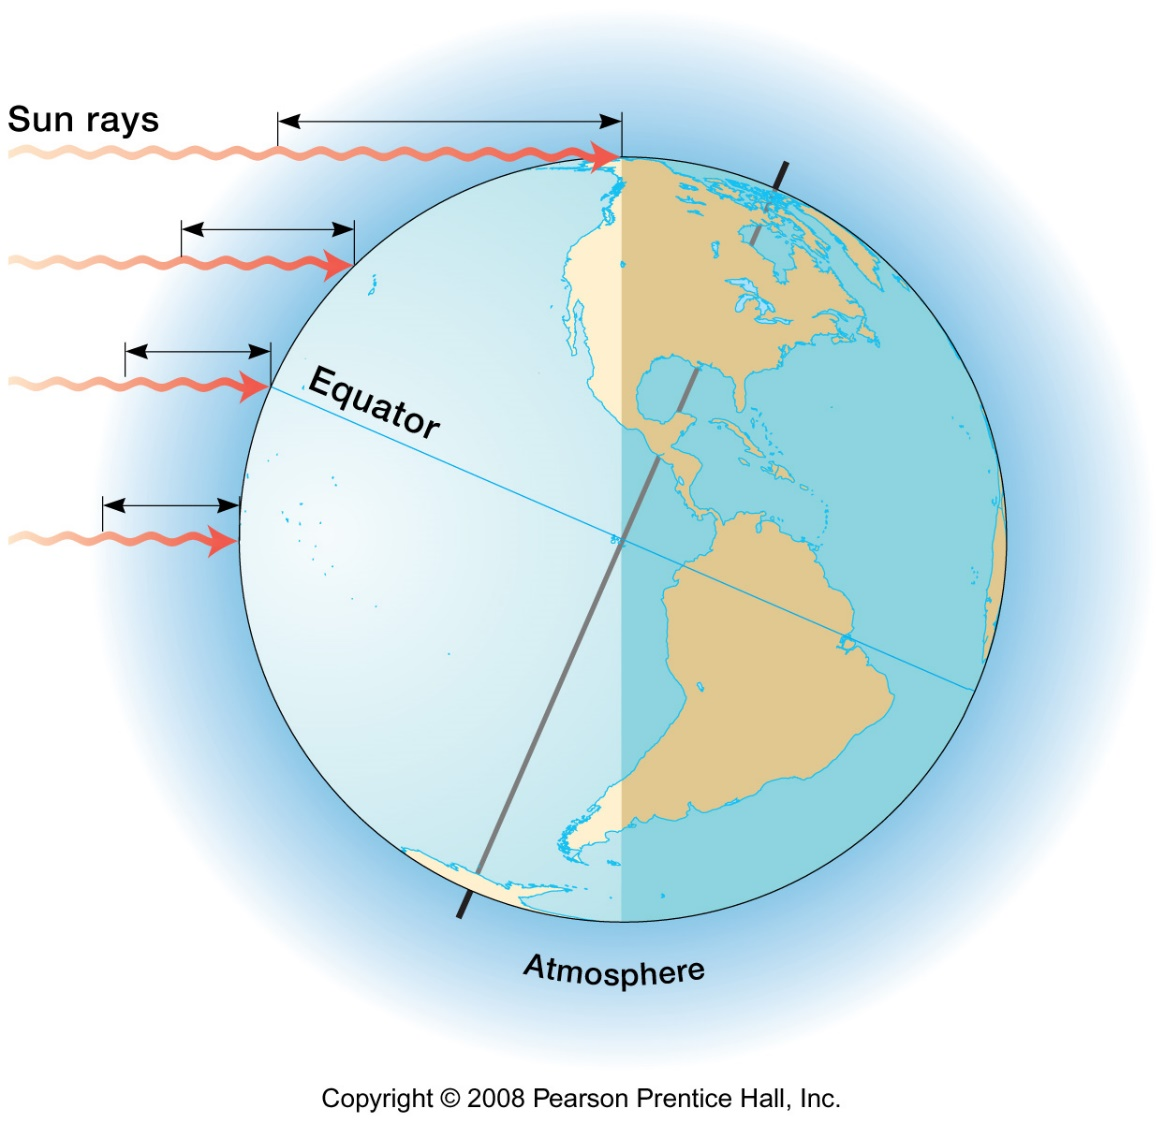 Sun rays
Equator
Atmosphere
Copyright © 2008 Pearson Prentice Hall, Inc.